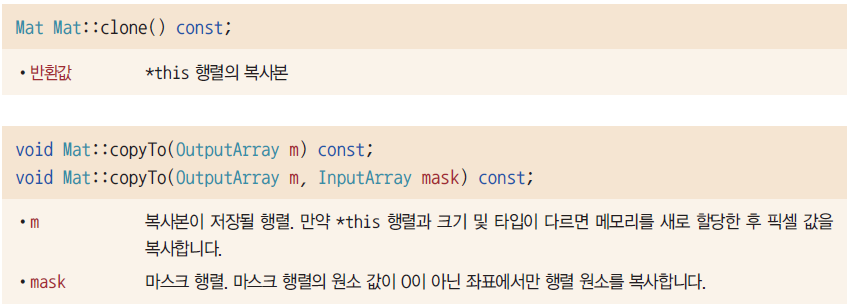 Mat Mat::clone() const;
• 반환값 *this 행렬의 복사본
void Mat::copyTo(OutputArray m) const;
void Mat::copyTo(OutputArray m, InputArray mask) const;
• m 복사본이 저장될 행렬. 만약 *this 행렬과 크기 및 타입이 다르면 메모리를 새로 할당한 후 픽셀 값을
복사합니다.
• mask 마스크 행렬. 마스크 행렬의 원소 값이 0이 아닌 좌표에서만 행렬 원소를 복사합니다.